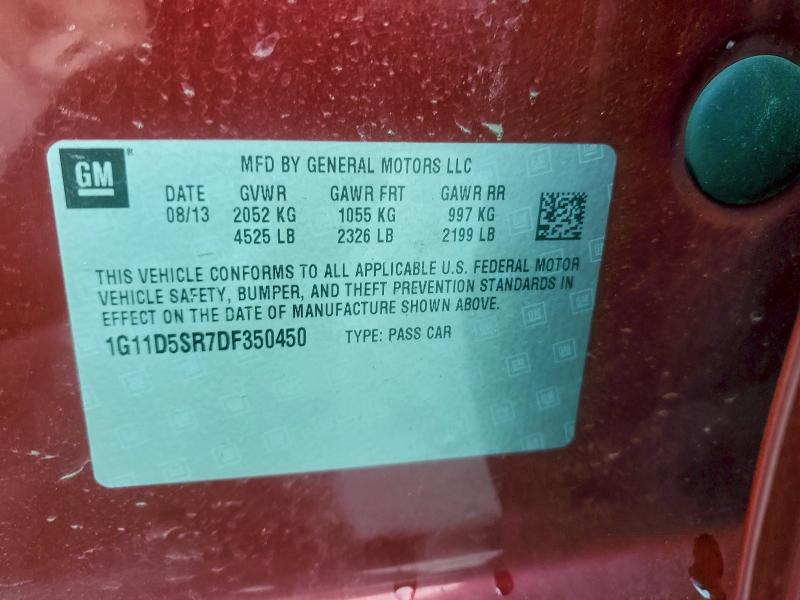 GM®
MFD BY GENERAL MOTORS LLC
DATE GVWR GAWR FRT GAWR RR
08/13 2052 KG 1055 KG 997 KG
4525 LB 2326 LB 2199 LB
THIS VEHICLE CONFORMS TO ALL APPLICABLE U.S. FEDERAL MOTOR
VEHICLE SAFETY, BUMPER, AND THEFT PREVENTION STANDARDS IN
EFFECT ON THE DATE OF MANUFACTURE SHOWN ABOVE.
1G11D5SR7DF350450 TYPE: PASS CAR